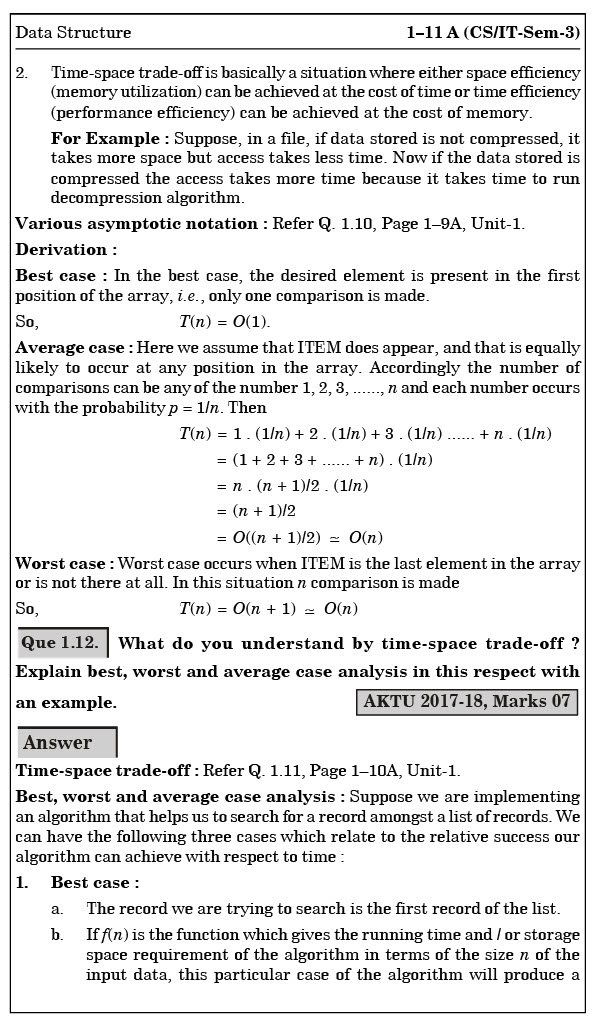 Data Structure 1–11 A (CS/IT-Sem-3)
2. Time-space trade-off is basically a situation where either space efficiency
(memory utilization) can be achieved at the cost of time or time efficiency
(performance efficiency) can be achieved at the cost of memory.
For Example : Suppose, in a file, if data stored is not compressed, it
takes more space but access takes less time. Now if the data stored is
compressed the access takes more time because it takes time to run
decompression algorithm.
Various asymptotic notation : Refer Q. 1.10, Page 1–9A, Unit-1.
Derivation :
Best case : In the best case, the desired element is present in the first
position of the array, i.e., only one comparison is made.
So, T(n) = O(1).
Average case : Here we assume that ITEM does appear, and that is equally
likely to occur at any position in the array. Accordingly the number of
comparisons can be any of the number 1, 2, 3, ......, n and each number occurs
with the probability p = 1/n. Then
T(n) = 1 . (1/n) + 2 . (1/n) + 3 . (1/n) ...... + n . (1/n)
= (1 + 2 + 3 + ...... + n) . (1/n)
= n . (n + 1)/2 . (1/n)
= (n + 1)/2
= O((n + 1)/2) ≃ O(n)
Worst case : Worst case occurs when ITEM is the last element in the array
or is not there at all. In this situation n comparison is made
So, T(n) = O(n + 1) ≃ O(n)
Que 1.12. What do you understand by time-space trade-off ?
Explain best, worst and average case analysis in this respect with
an example. AKTU 2017-18, Marks 07
Answer
Time-space trade-off : Refer Q. 1.11, Page 1–10A, Unit-1.
Best, worst and average case analysis : Suppose we are implementing
an algorithm that helps us to search for a record amongst a list of records. We
can have the following three cases which relate to the relative success our
algorithm can achieve with respect to time :
1. Best case :
a. The record we are trying to search is the first record of the list.
b. If f(n) is the function which gives the running time and / or storage
space requirement of the algorithm in terms of the size n of the
input data, this particular case of the algorithm will produce a